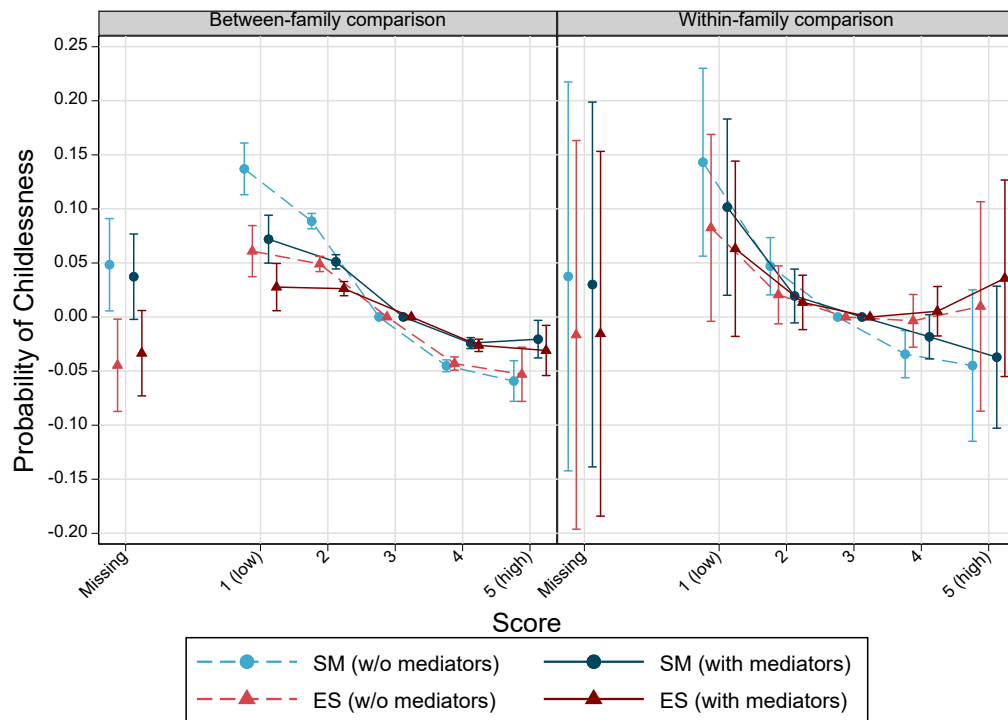 Between-family comparison
Within-family comparison
0.25
0.20
0.15
0.10
0.05
0.00
-0.05
-0.10
-0.15
-0.20
Probability of Childlessness
Missing
1 (low)
2
3
4
5 (high)
Missing
1 (low)
2
3
4
5 (high)
Score
SM (w/o mediators)
SM (with mediators)
ES (w/o mediators)
ES (with mediators)